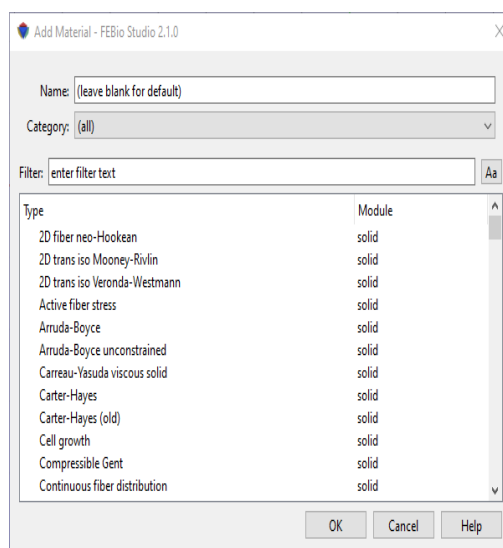 Add Material - FEBio Studio 2.1.0
Name: (leave blank for default)
Category: (all)
Filter: enter filter text Aa
Type Module
2D fiber neo-Hookean solid
2D trans iso Mooney-Rivlin solid
2D trans iso Veronda-Westmann solid
Active fiber stress solid
Arruda-Boyce solid
Arruda-Boyce unconstrained solid
Carreau-Yasuda viscous solid solid
Carter-Hayes solid
Carter-Hayes (old) solid
Cell growth solid
Compressible Gent solid
Continuous fiber distribution solid
OK Cancel Help